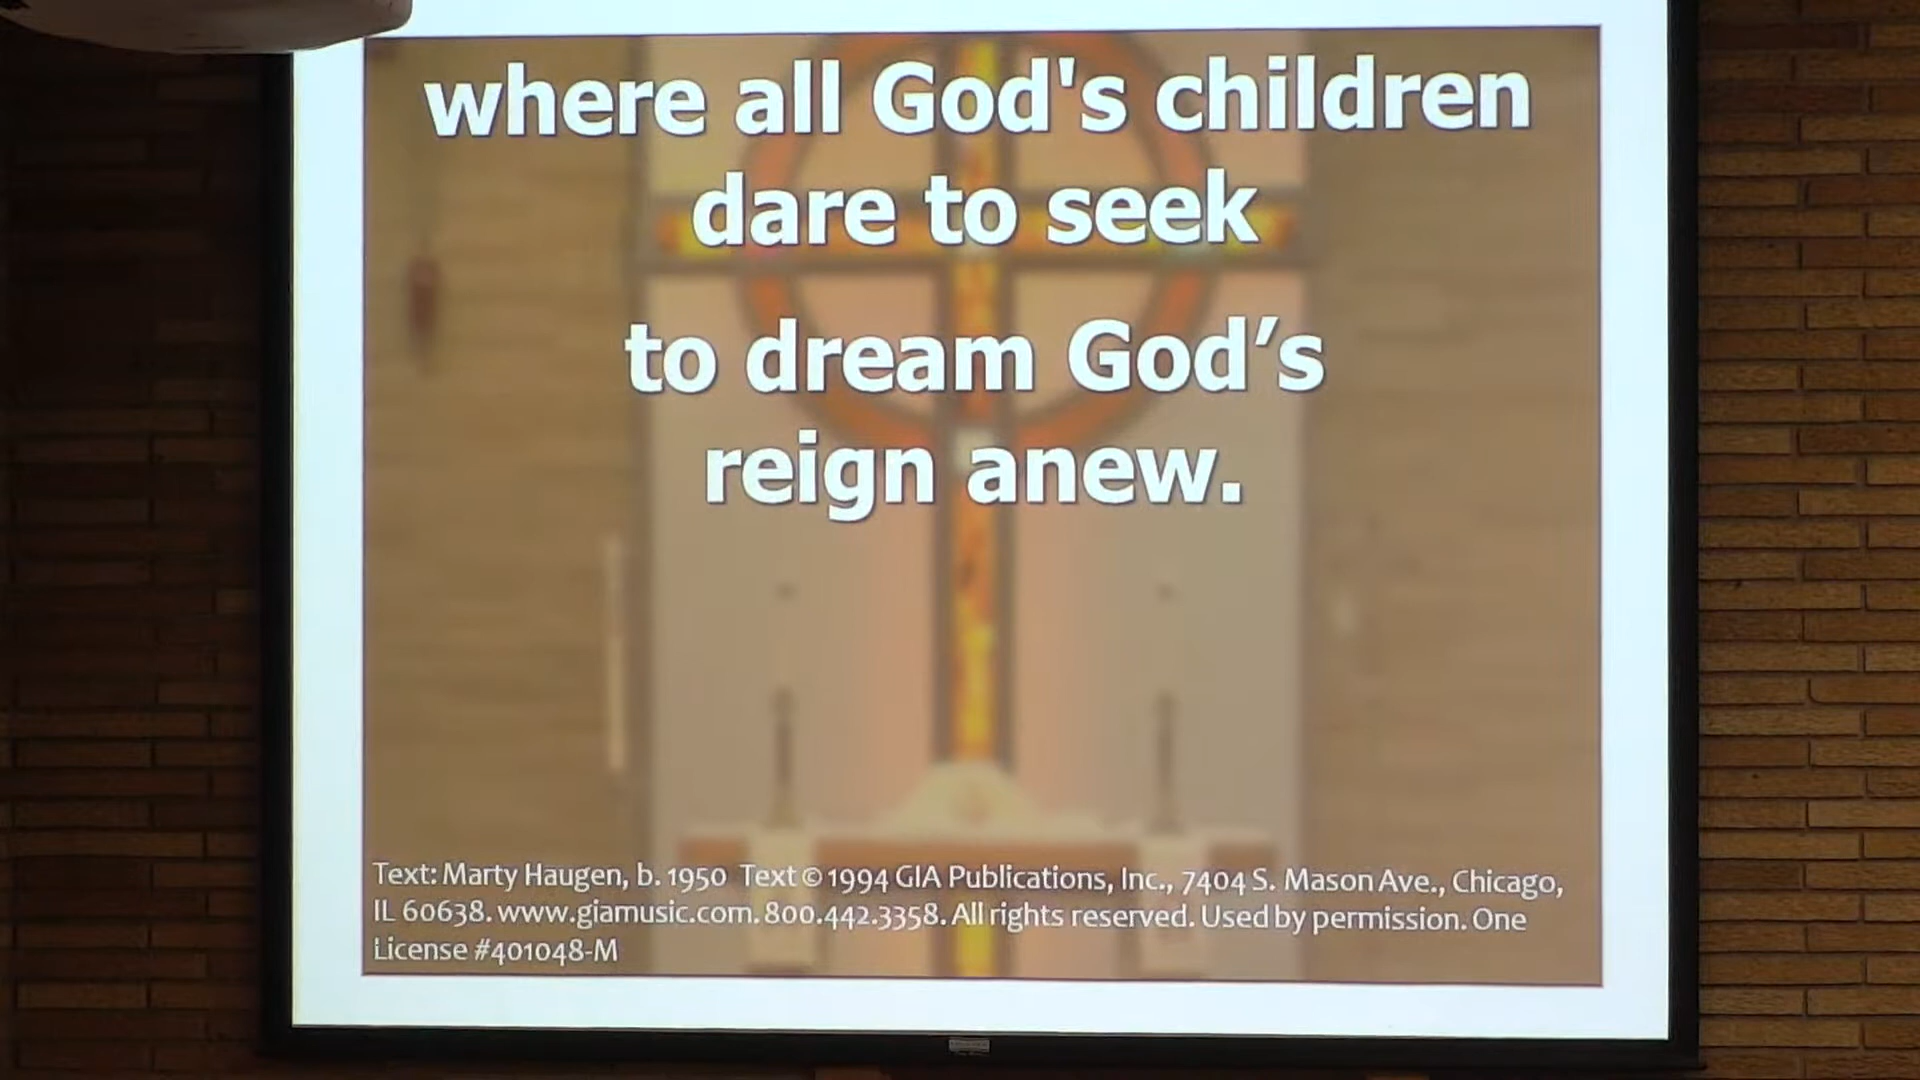 where all God's children
dare to seek
to dream God’s
reign anew.
Text: Marty Haugen, b. 1950 Text © 1994 GIA Publications, Inc., 7404 S. Mason Ave., Chicago,
IL 60638. www.giamusic.com. 800.442.3358. All rights reserved. Used by permission. One
License #401048-M